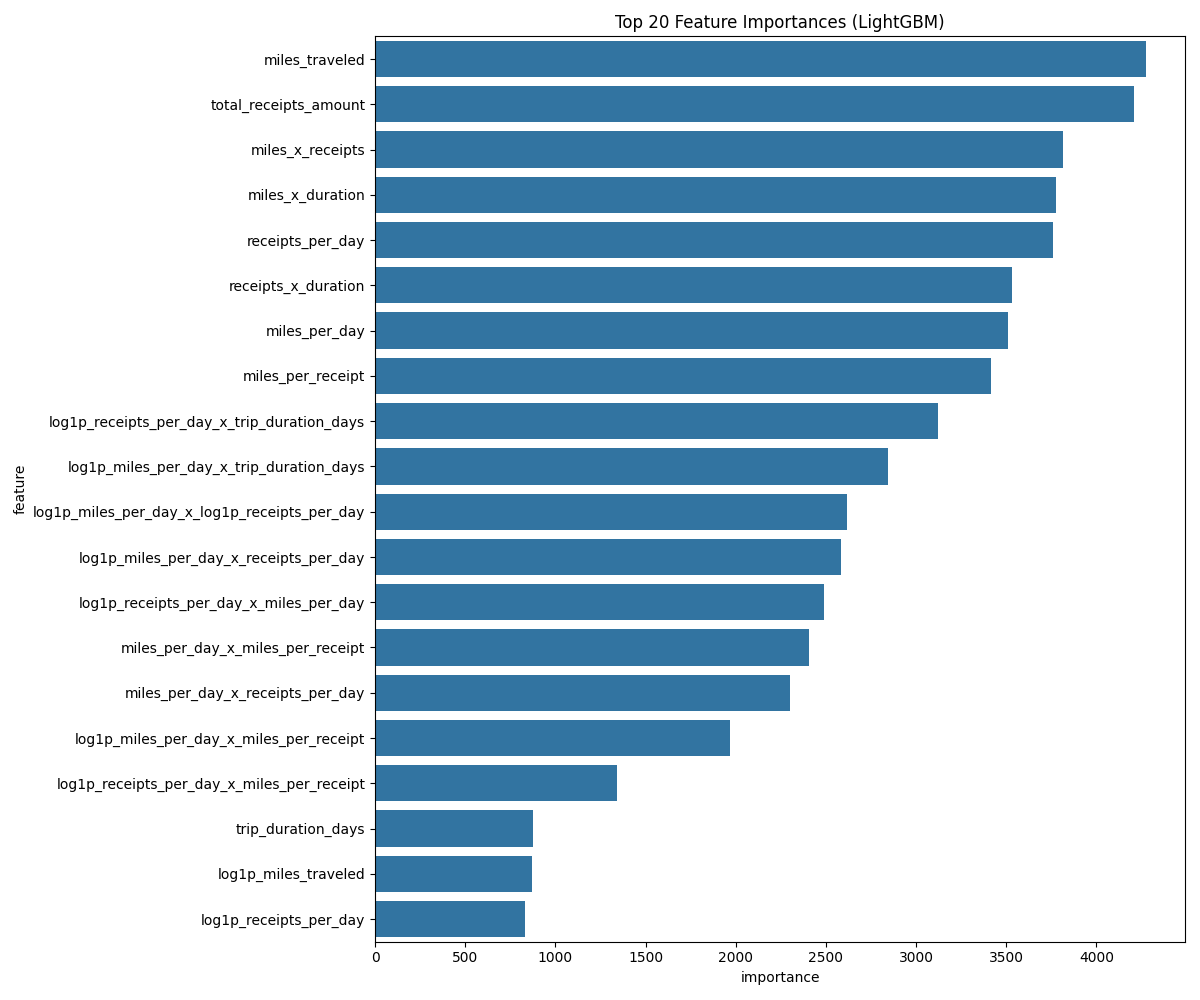 Top 20 Feature Importances (LightGBM)
miles_traveled
total_receipts_amount
miles_x_receipts
miles_x_duration
receipts_per_day
receipts_x_duration
miles_per_day
miles_per_receipt
log1p_receipts_per_day_x_trip_duration_days
log1p_miles_per_day_x_trip_duration_days
log1p_miles_per_day_x_log1p_receipts_per_day
log1p_miles_per_day_x_receipts_per_day
log1p_receipts_per_day_x_miles_per_day
miles_per_day_x_miles_per_receipt
miles_per_day_x_receipts_per_day
log1p_miles_per_day_x_miles_per_receipt
log1p_receipts_per_day_x_miles_per_receipt
trip_duration_days
log1p_miles_traveled
log1p_receipts_per_day
feature
0 500 1000 1500 2000 2500 3000 3500 4000
importance